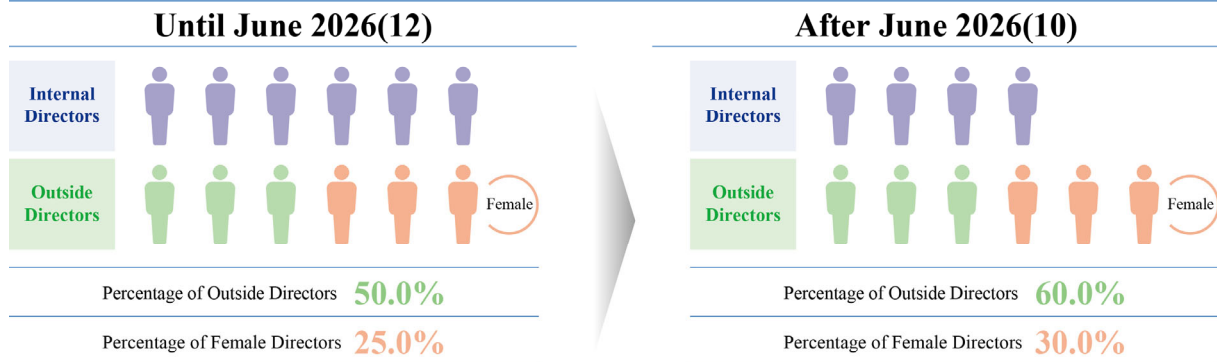 Until June 2026(12)
Internal
Directors
Outside
Directors
Female
Percentage of Outside Directors 50.0%
Percentage of Female Directors 25.0%
After June 2026(10)
Internal
Directors
Outside
Directors
Female
Percentage of Outside Directors 60.0%
Percentage of Female Directors 30.0%